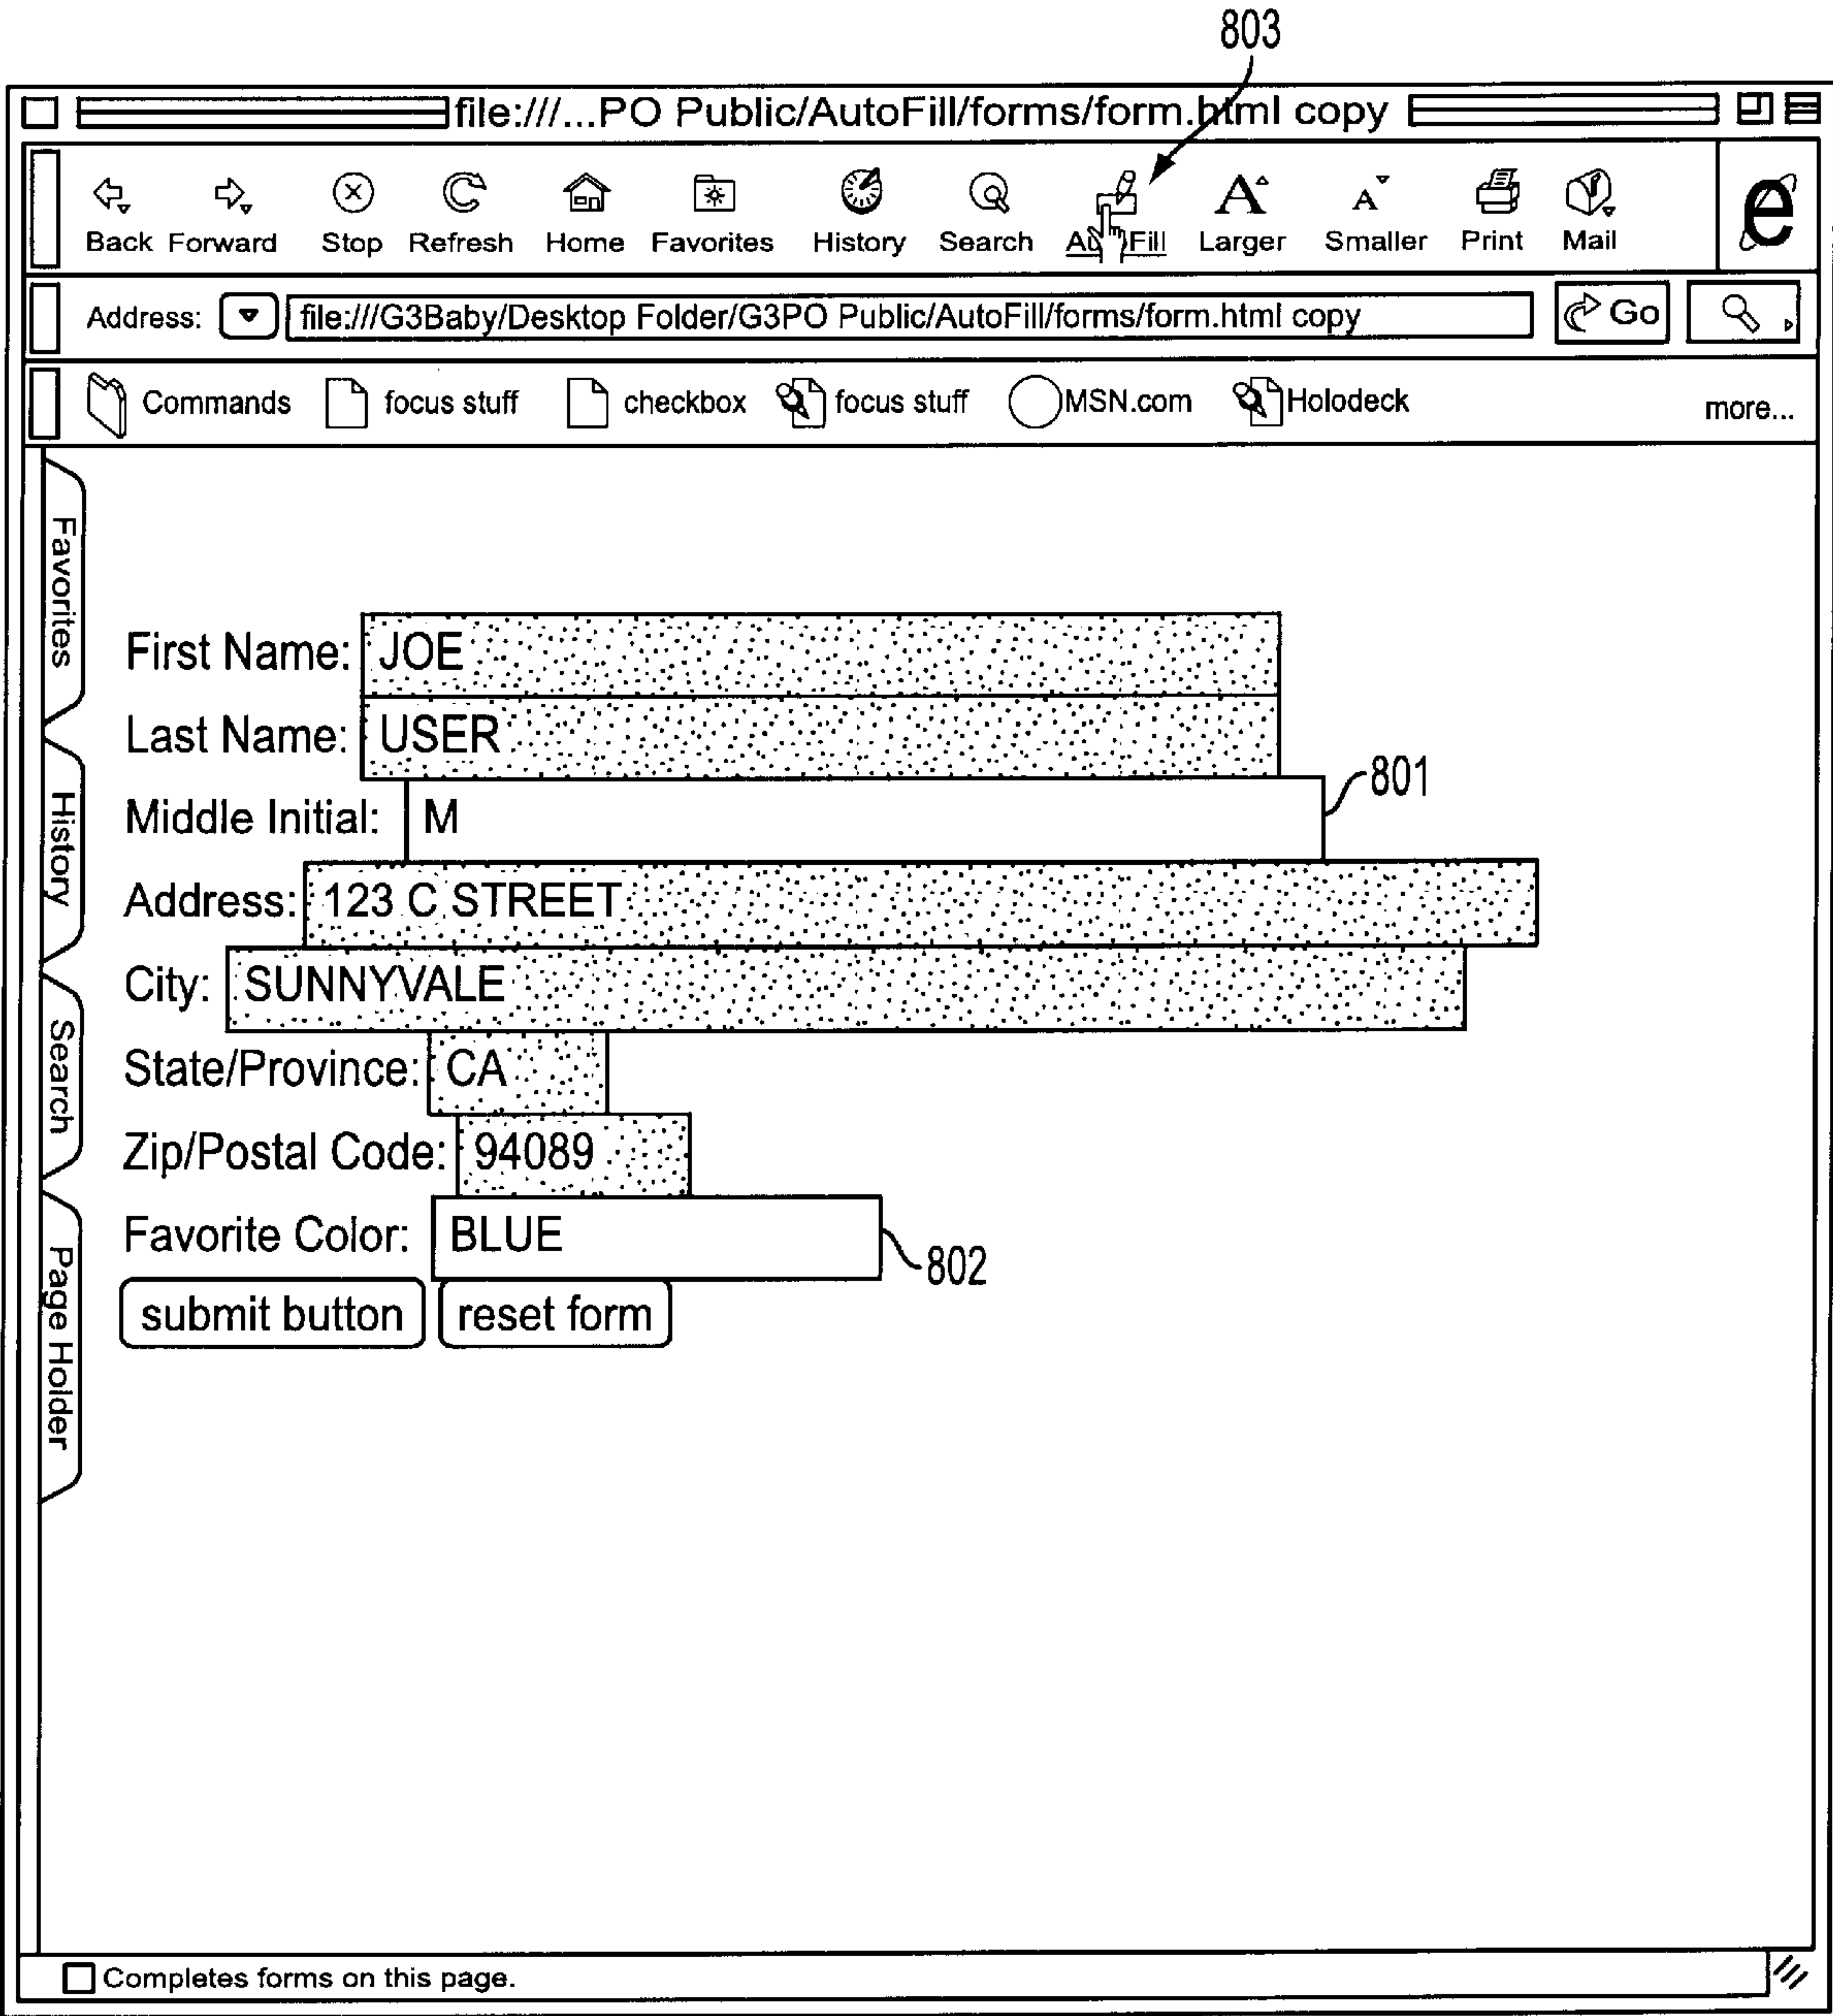 803
file:///...PO Public/AutoFill/forms/form.html copy
Back Forward Stop Refresh Home Favorites History Search AutoFill Larger Smaller Print Mail e
Address: file:///G3Baby/Desktop Folder/G3PO Public/AutoFill/forms/form.html copy Go
Commands focus stuff checkbox focus stuff MSN.com Holodeck more...
Favorites
History
Search
Page Holder
First Name: JOE
Last Name: USER
Middle Initial: M 801
Address: 123 C STREET
City: SUNNYVALE
State/Province: CA
Zip/Postal Code: 94089
Favorite Color: BLUE 802
submit button reset form
Completes forms on this page.